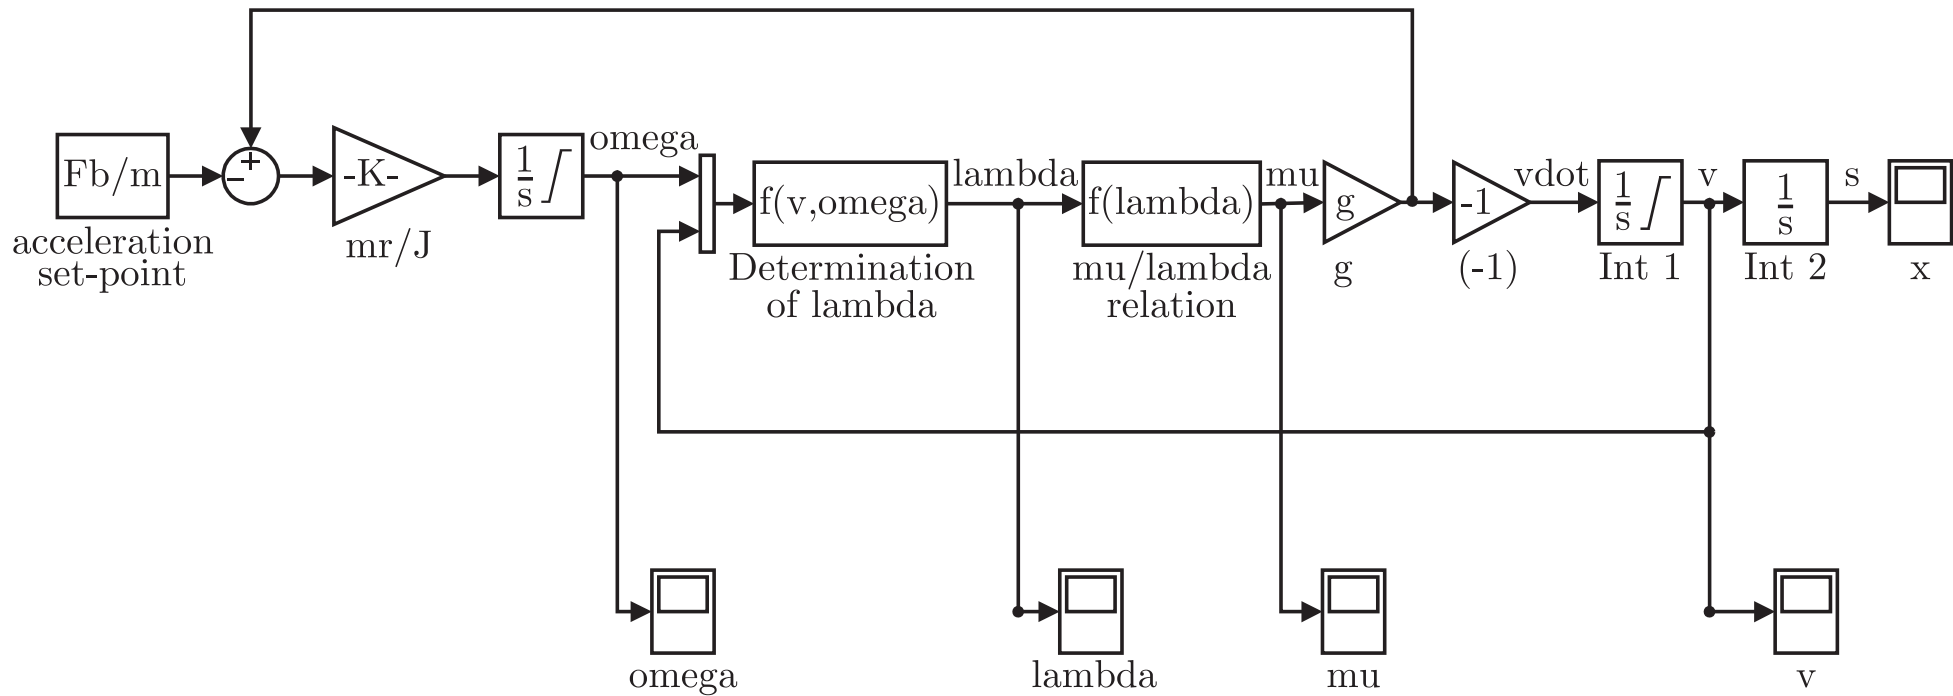 Fb/m
acceleration
set-point
+
−
-K-
mr/J
1
s
omega
f(v,omega)
Determination
of lambda
lambda
f(lambda)
mu/lambda
relation
mu
g
g
-1
(-1)
vdot
1
s
Int 1
v
1
s
Int 2
s
x
omega
lambda
mu
v